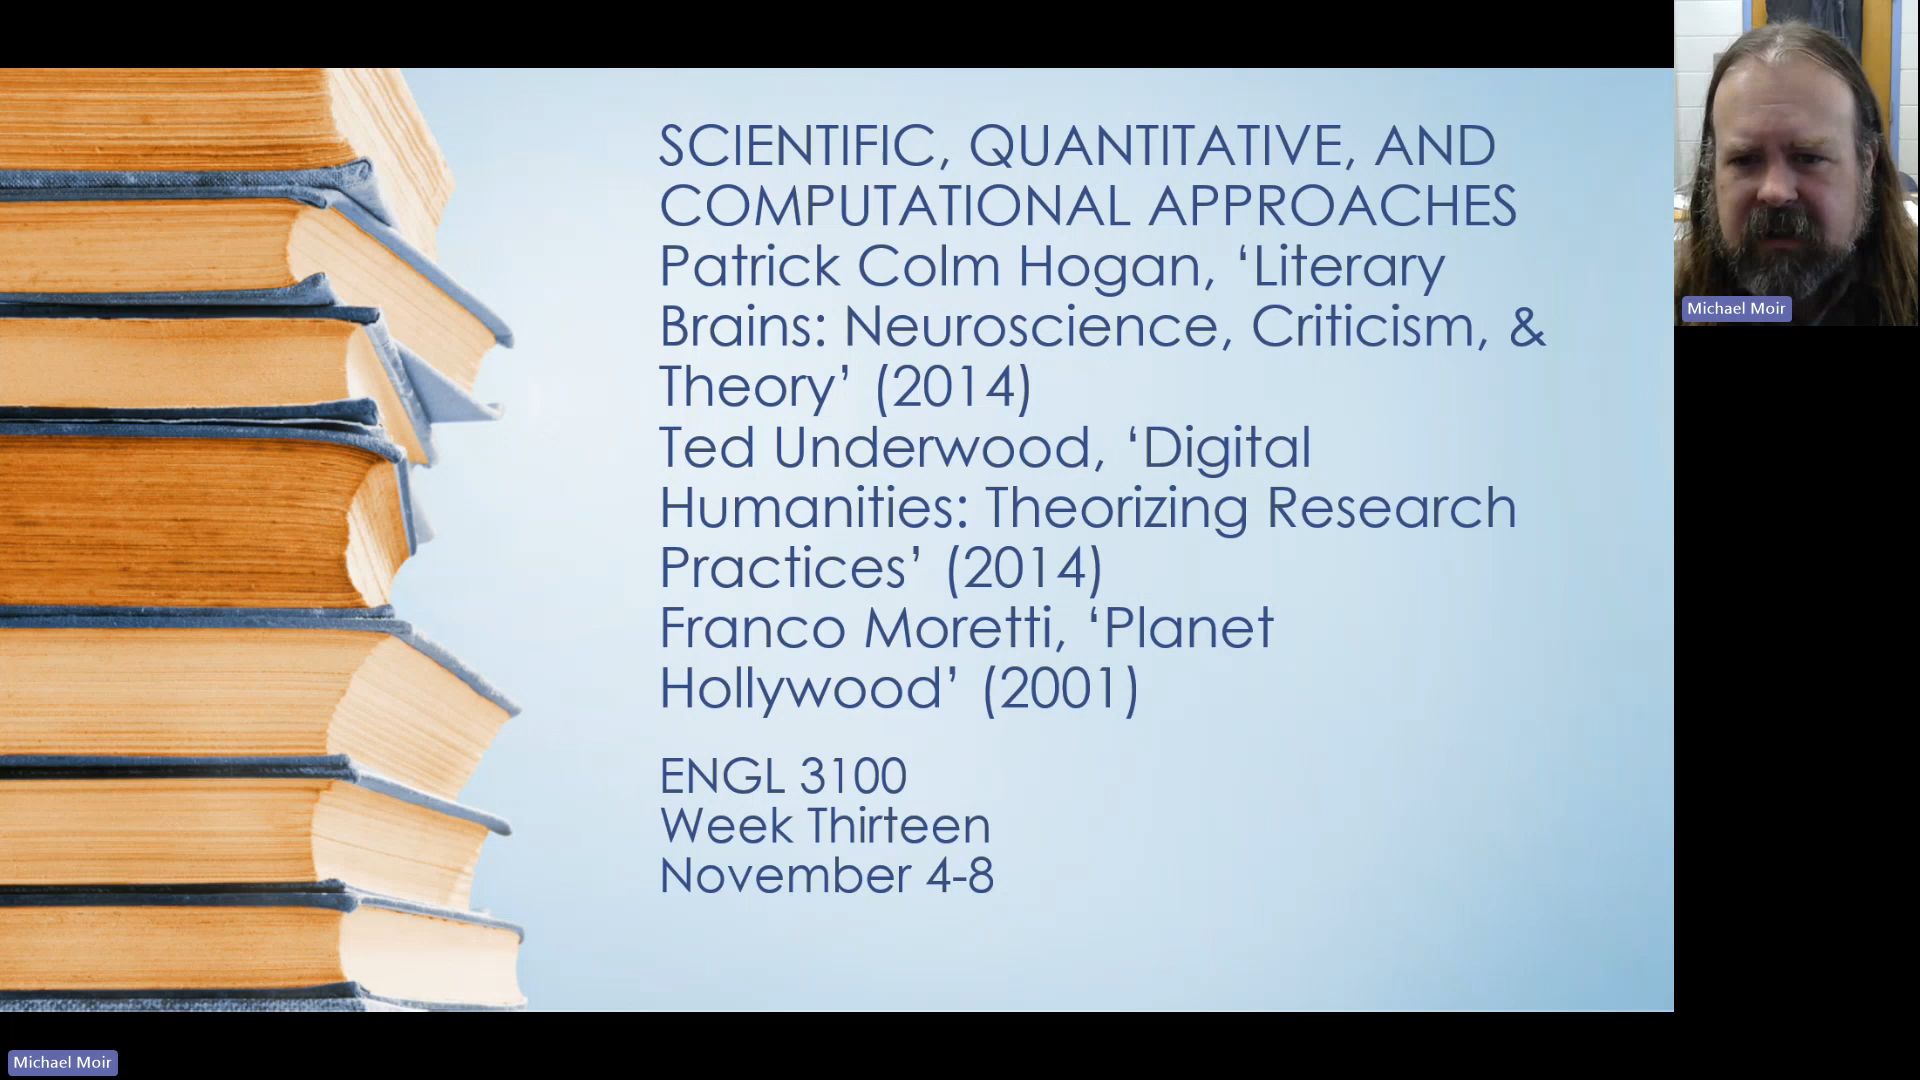 SCIENTIFIC, QUANTITATIVE, AND
COMPUTATIONAL APPROACHES
Patrick Colm Hogan, ‘Literary
Brains: Neuroscience, Criticism, &
Theory’ (2014)
Ted Underwood, ‘Digital
Humanities: Theorizing Research
Practices’ (2014)
Franco Moretti, ‘Planet
Hollywood’ (2001)
ENGL 3100
Week Thirteen
November 4-8
Michael Moir
Michael Moir